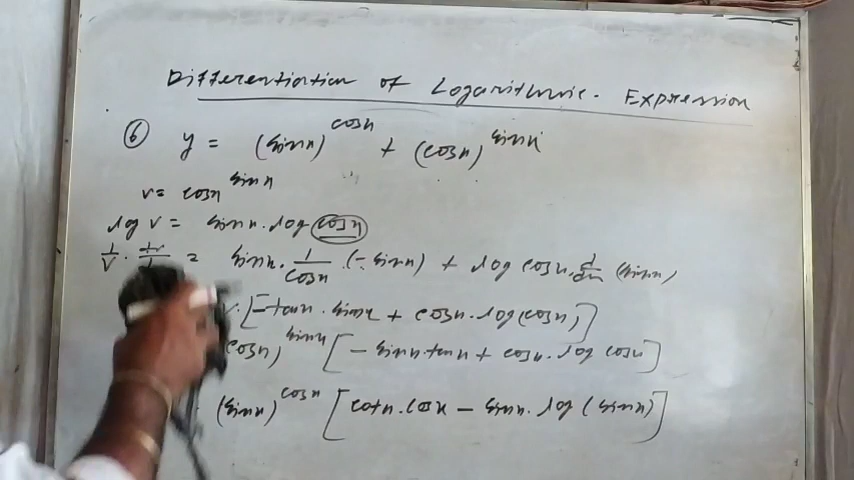 Differentiation of Logarithmic. Expression
⑥ y = (sinx)^cosx + (cosx)^sinx
v = cosx^sinx
log v = sinx. log cosx
1/v . dv = sinx. 1/cosx . (- sinx) + log cosx. d/dx (sinx)
[-tanx . sinx + cosx . log (cosx)]
cosx)^sinx [- sinx.tanx + cosx. log cosx]
(sinx)^cosx [cotx . cosx - sinx. log (sinx)]